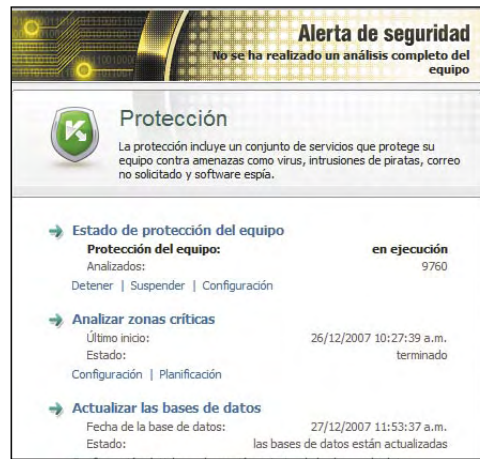 Alerta de seguridad
No se ha realizado un análisis completo del
equipo
Protección
La protección incluye un conjunto de servicios que protege su
equipo contra amenazas como virus, intrusiones de piratas, correo
no solicitado y software espía.
Estado de protección del equipo
Protección del equipo: en ejecución
Analizados: 9760
Detener | Suspender | Configuración
Analizar zonas críticas
Último inicio: 26/12/2007 10:27:39 a.m.
Estado: terminado
Configuración | Planificación
Actualizar las bases de datos
Fecha de la base de datos: 27/12/2007 11:53:37 a.m.
Estado: las bases de datos están actualizadas